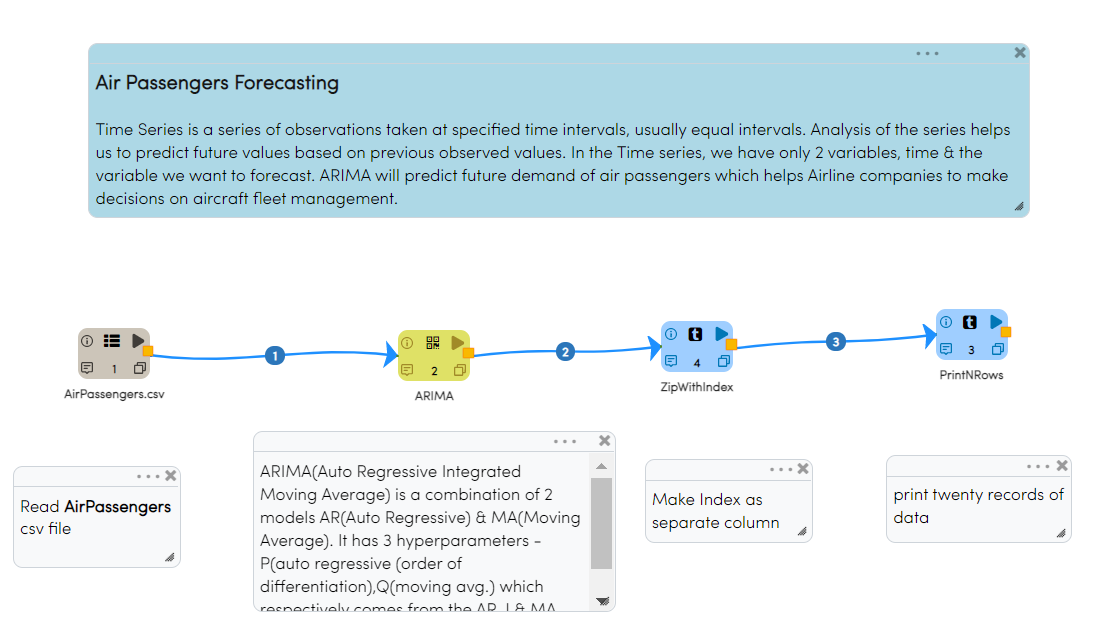 Air Passengers Forecasting
Time Series is a series of observations taken at specified time intervals, usually equal intervals. Analysis of the series helps
us to predict future values based on previous observed values. In the Time series, we have only 2 variables, time & the
variable we want to forecast. ARIMA will predict future demand of air passengers which helps Airline companies to make
decisions on aircraft fleet management.
1
AirPassengers.csv
1
2
ARIMA
2
t
4
ZipWithIndex
3
t
3
PrintNRows
Read AirPassengers
csv file
ARIMA(Auto Regressive Integrated
Moving Average) is a combination of 2
models AR(Auto Regressive) & MA(Moving
Average). It has 3 hyperparameters -
P(auto regressive (order of
differentiation),Q(moving avg.) which
respectively comes from the AR, I & MA
Make Index as
separate column
print twenty records of
data